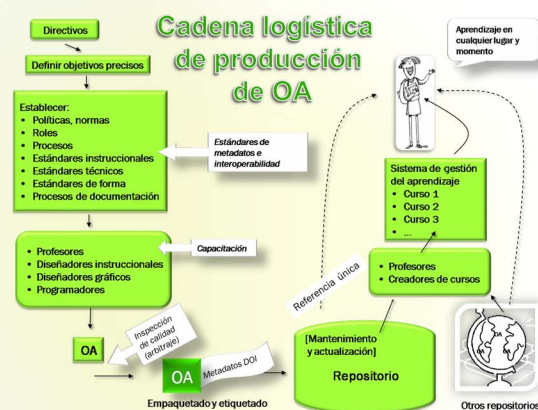 Cadena logística
de producción
de OA
Directivos
Definir objetivos precisos
Establecer:
• Políticas, normas
• Roles
• Procesos
• Estándares instruccionales
• Estándares técnicos
• Estándares de forma
• Procesos de documentación
Estándares de
metadatos e
interoperabilidad
• Profesores
• Diseñadores instruccionales
• Diseñadores gráficos
• Programadores
Capacitación
OA
Inspección
de calidad
(arbitraje)
OA
Metadatos DOI
Empaquetado y etiquetado
[Mantenimiento
y actualización]
Repositorio
Referencia única
• Profesores
• Creadores de cursos
Sistema de gestión
del aprendizaje
• Curso 1
• Curso 2
• Curso 3
• ...
Aprendizaje en
cualquier lugar y
momento
Otros repositorios